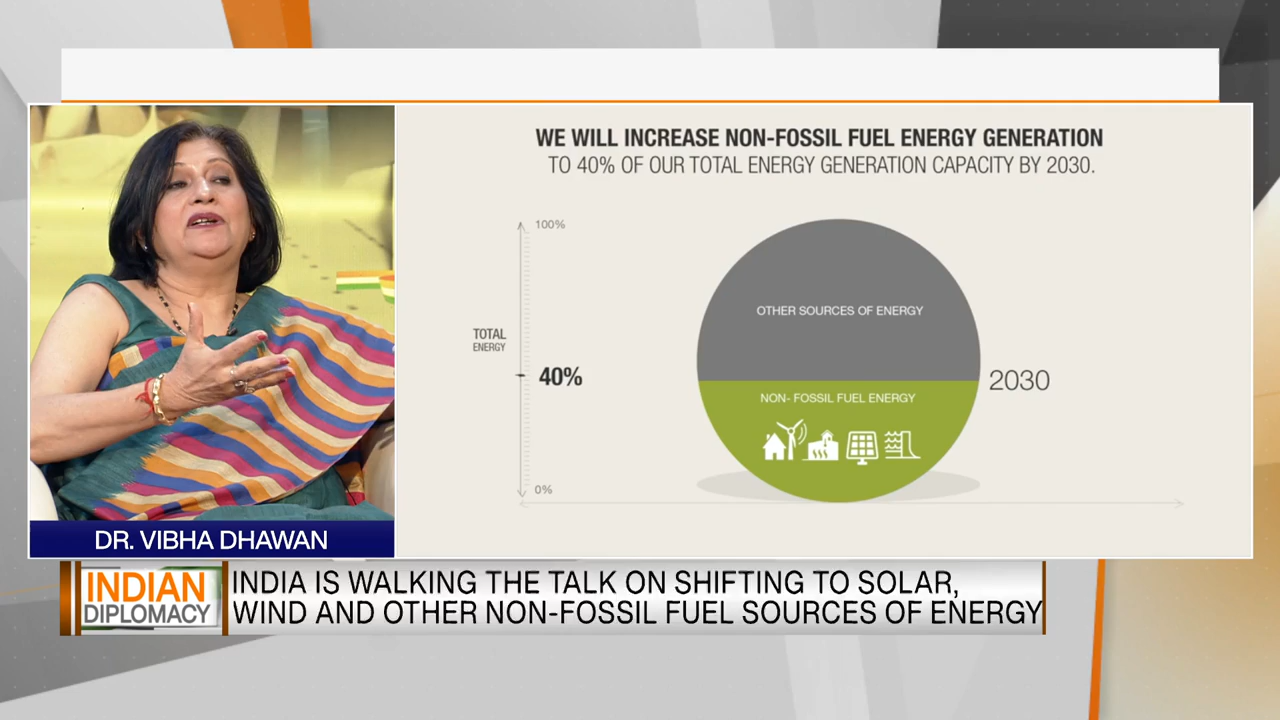 WE WILL INCREASE NON-FOSSIL FUEL ENERGY GENERATION
TO 40% OF OUR TOTAL ENERGY GENERATION CAPACITY BY 2030.
100%
TOTAL
ENERGY
40%
0%
OTHER SOURCES OF ENERGY
NON- FOSSIL FUEL ENERGY
2030
DR. VIBHA DHAWAN
INDIAN
DIPLOMACY
INDIA IS WALKING THE TALK ON SHIFTING TO SOLAR,
WIND AND OTHER NON-FOSSIL FUEL SOURCES OF ENERGY